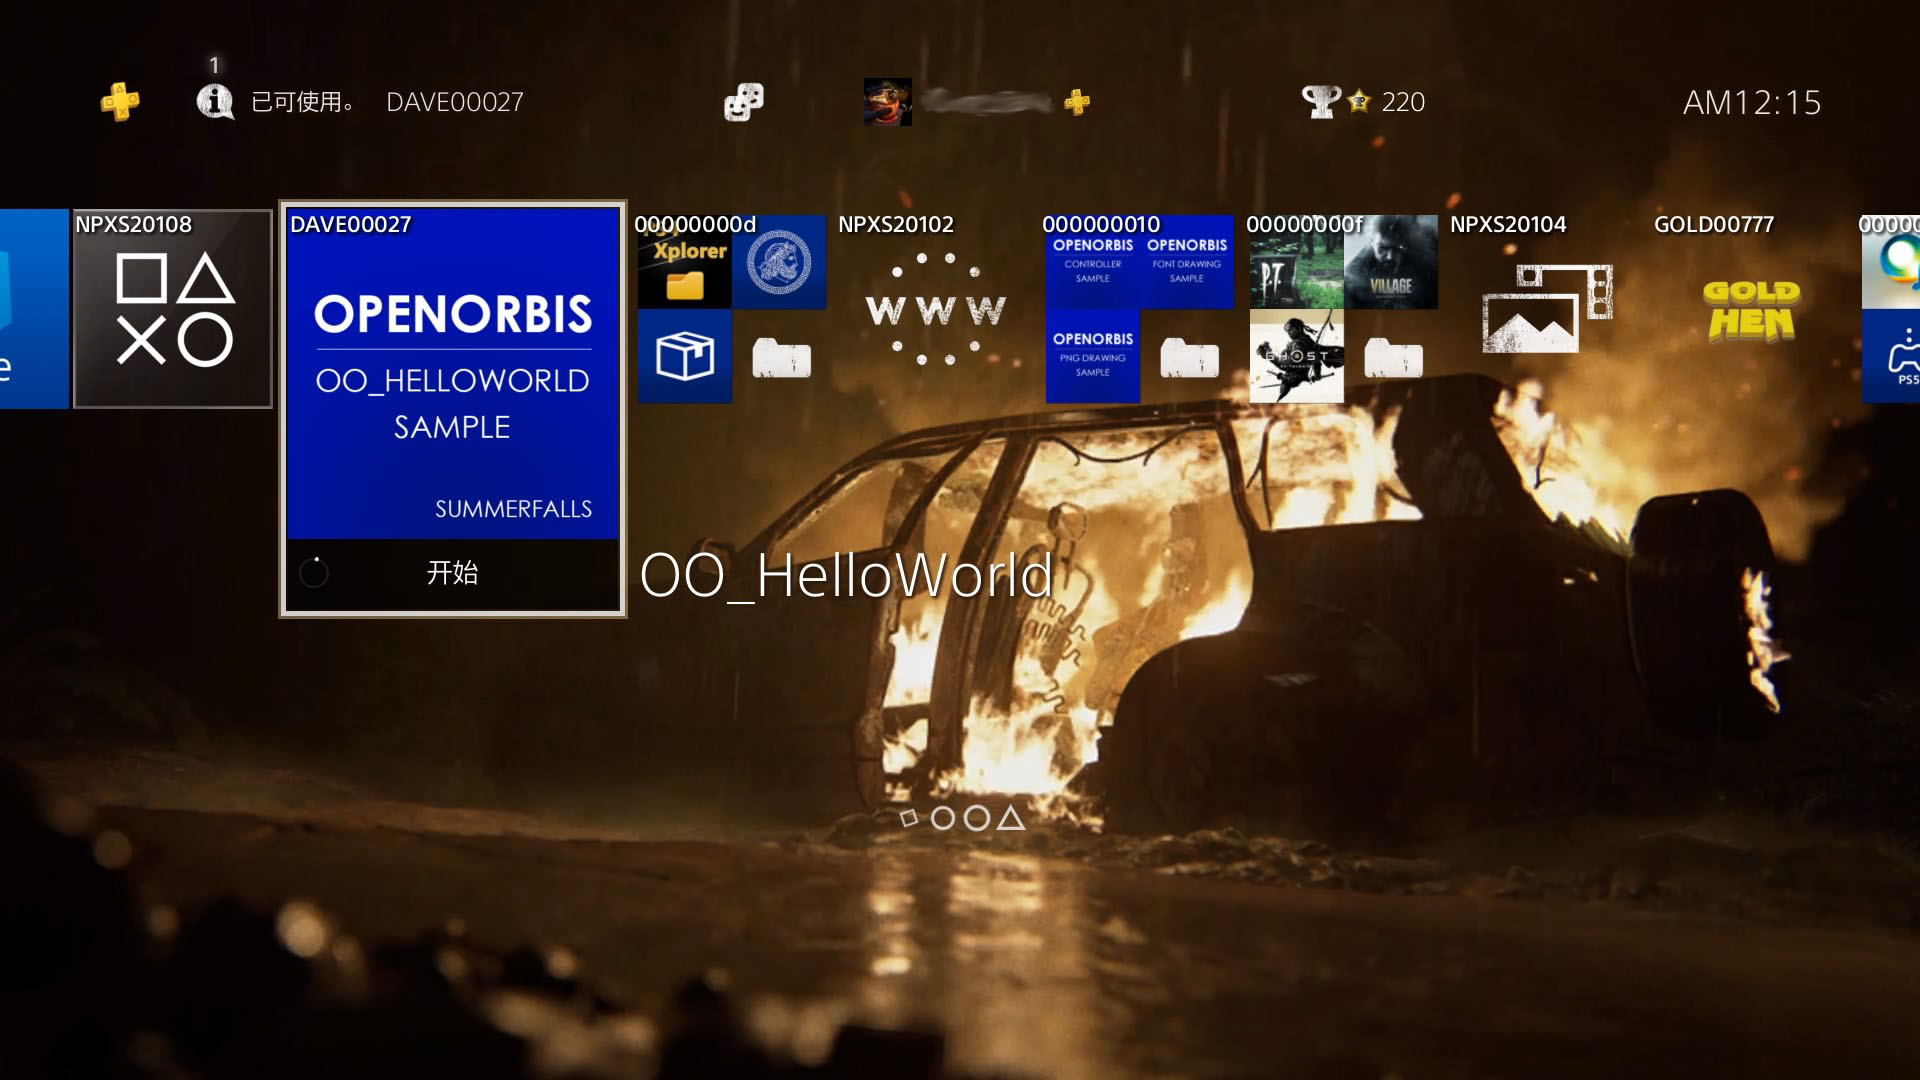 1
已可使用。 DAVE00027
220
AM12:15
e
NPXS20108
DAVE00027
OPENORBIS
OO_HELLOWORLD
SAMPLE
SUMMERFALLS
开始
OO_HelloWorld
00000000d
Xplorer
NPXS20102
WWW
000000010
OPENORBIS
CONTROLLER
SAMPLE
OPENORBIS
FONT DRAWING
SAMPLE
OPENORBIS
PNG DRAWING
SAMPLE
00000000f
P.T.
VILLAGE
GHOST
NPXS20104
GOLD00777
GOLD
HEN
0000
PS5